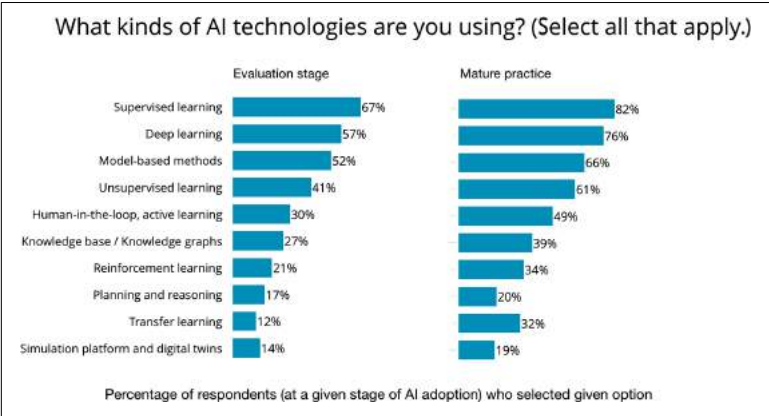 What kinds of AI technologies are you using? (Select all that apply.)
Evaluation stage Mature practice
Supervised learning 67% 82%
Deep learning 57% 76%
Model-based methods 52% 66%
Unsupervised learning 41% 61%
Human-in-the-loop, active learning 30% 49%
Knowledge base / Knowledge graphs 27% 39%
Reinforcement learning 21% 34%
Planning and reasoning 17% 20%
Transfer learning 12% 32%
Simulation platform and digital twins 14% 19%
Percentage of respondents (at a given stage of AI adoption) who selected given option